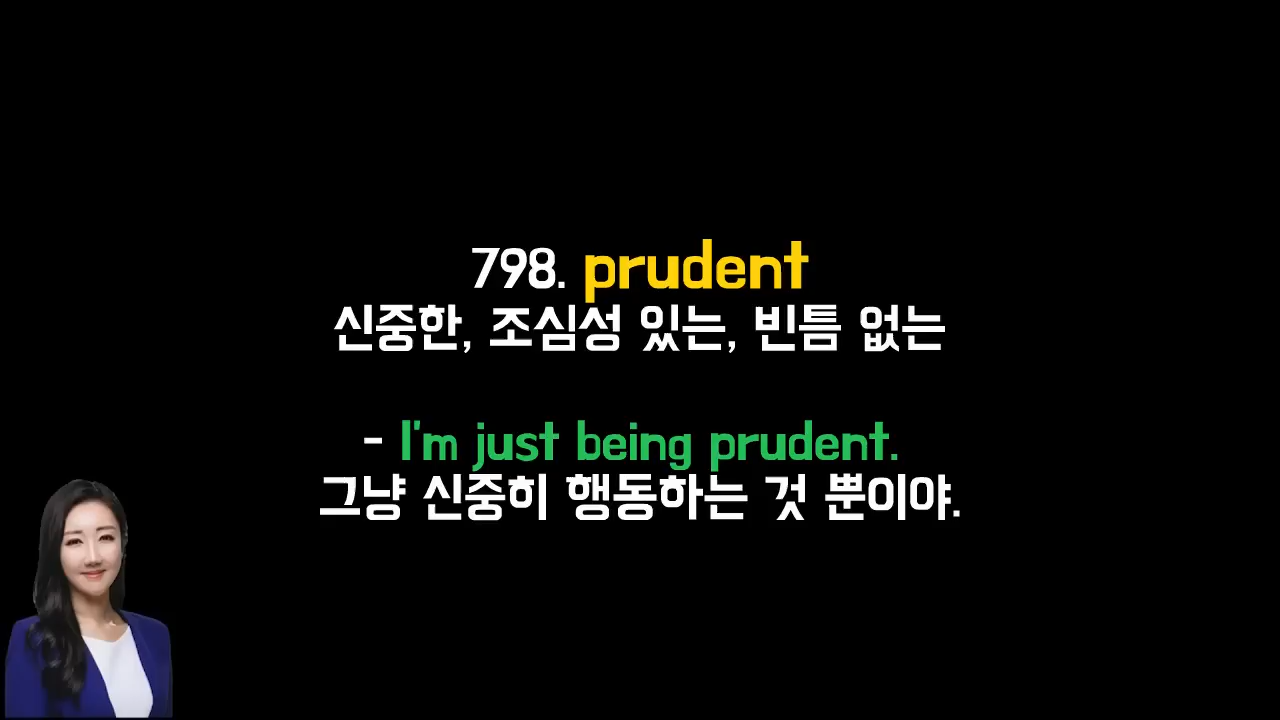 798. prudent
신중한, 조심성 있는, 빈틈 없는
- I'm just being prudent.
그냥 신중히 행동하는 것 뿐이야.